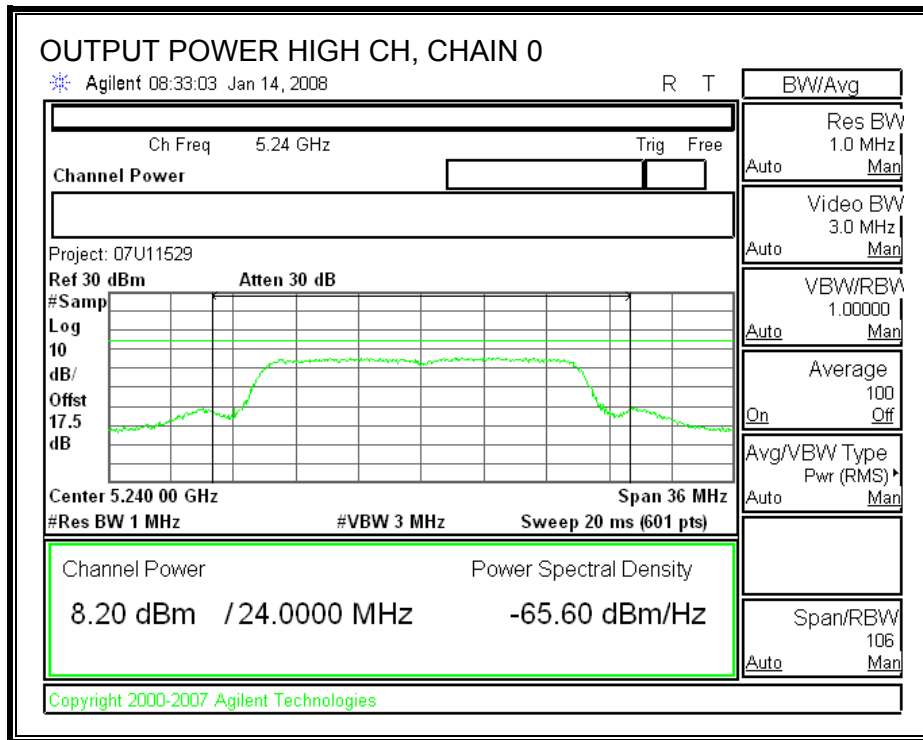 OUTPUT POWER HIGH CH, CHAIN 0
Agilent 08:33:03 Jan 14, 2008 R T
Ch Freq 5.24 GHz Trig Free
Channel Power
Project: 07U11529
Ref 30 dBm Atten 30 dB
#Samp
Log
10
dB/
Offst
17.5
dB
Center 5.240 00 GHz Span 36 MHz
#Res BW 1 MHz #VBW 3 MHz Sweep 20 ms (601 pts)
Channel Power Power Spectral Density
8.20 dBm / 24.0000 MHz -65.60 dBm/Hz
Copyright 2000-2007 Agilent Technologies
BW/Avg
Res BW
1.0 MHz
Auto Man
Video BW
3.0 MHz
Auto Man
VBW/RBW
1.00000
Auto Man
Average
100
On Off
Avg/VBW Type
Pwr (RMS)
Auto Man
Span/RBW
106
Auto Man